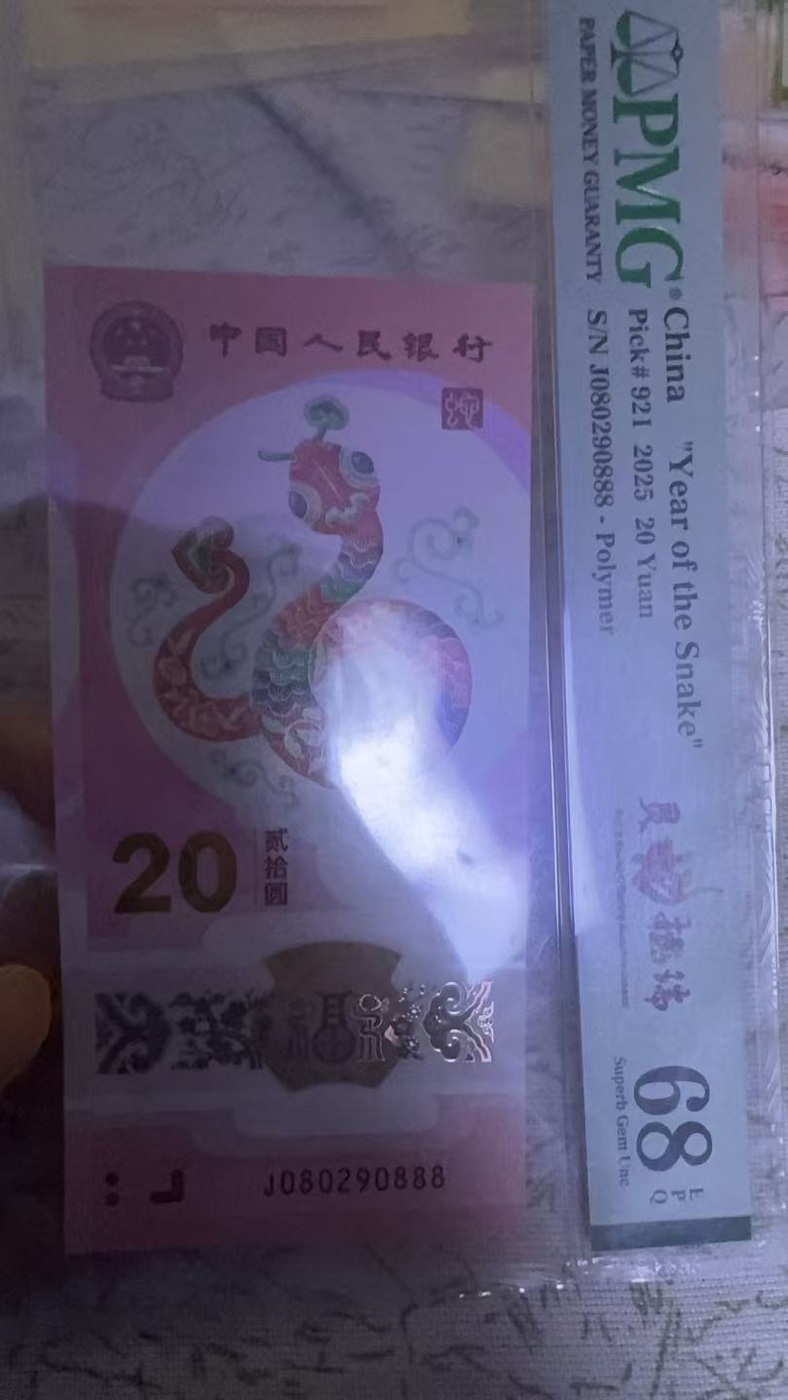 PMG
PAPER MONEY GUARANTY
China "Year of the Snake"
Pick# 921 2025 20 Yuan
S/N J080290888 - Polymer
68
EPQ
Superb Gem Unc
中国人民银行
20
贰拾圆
J080290888